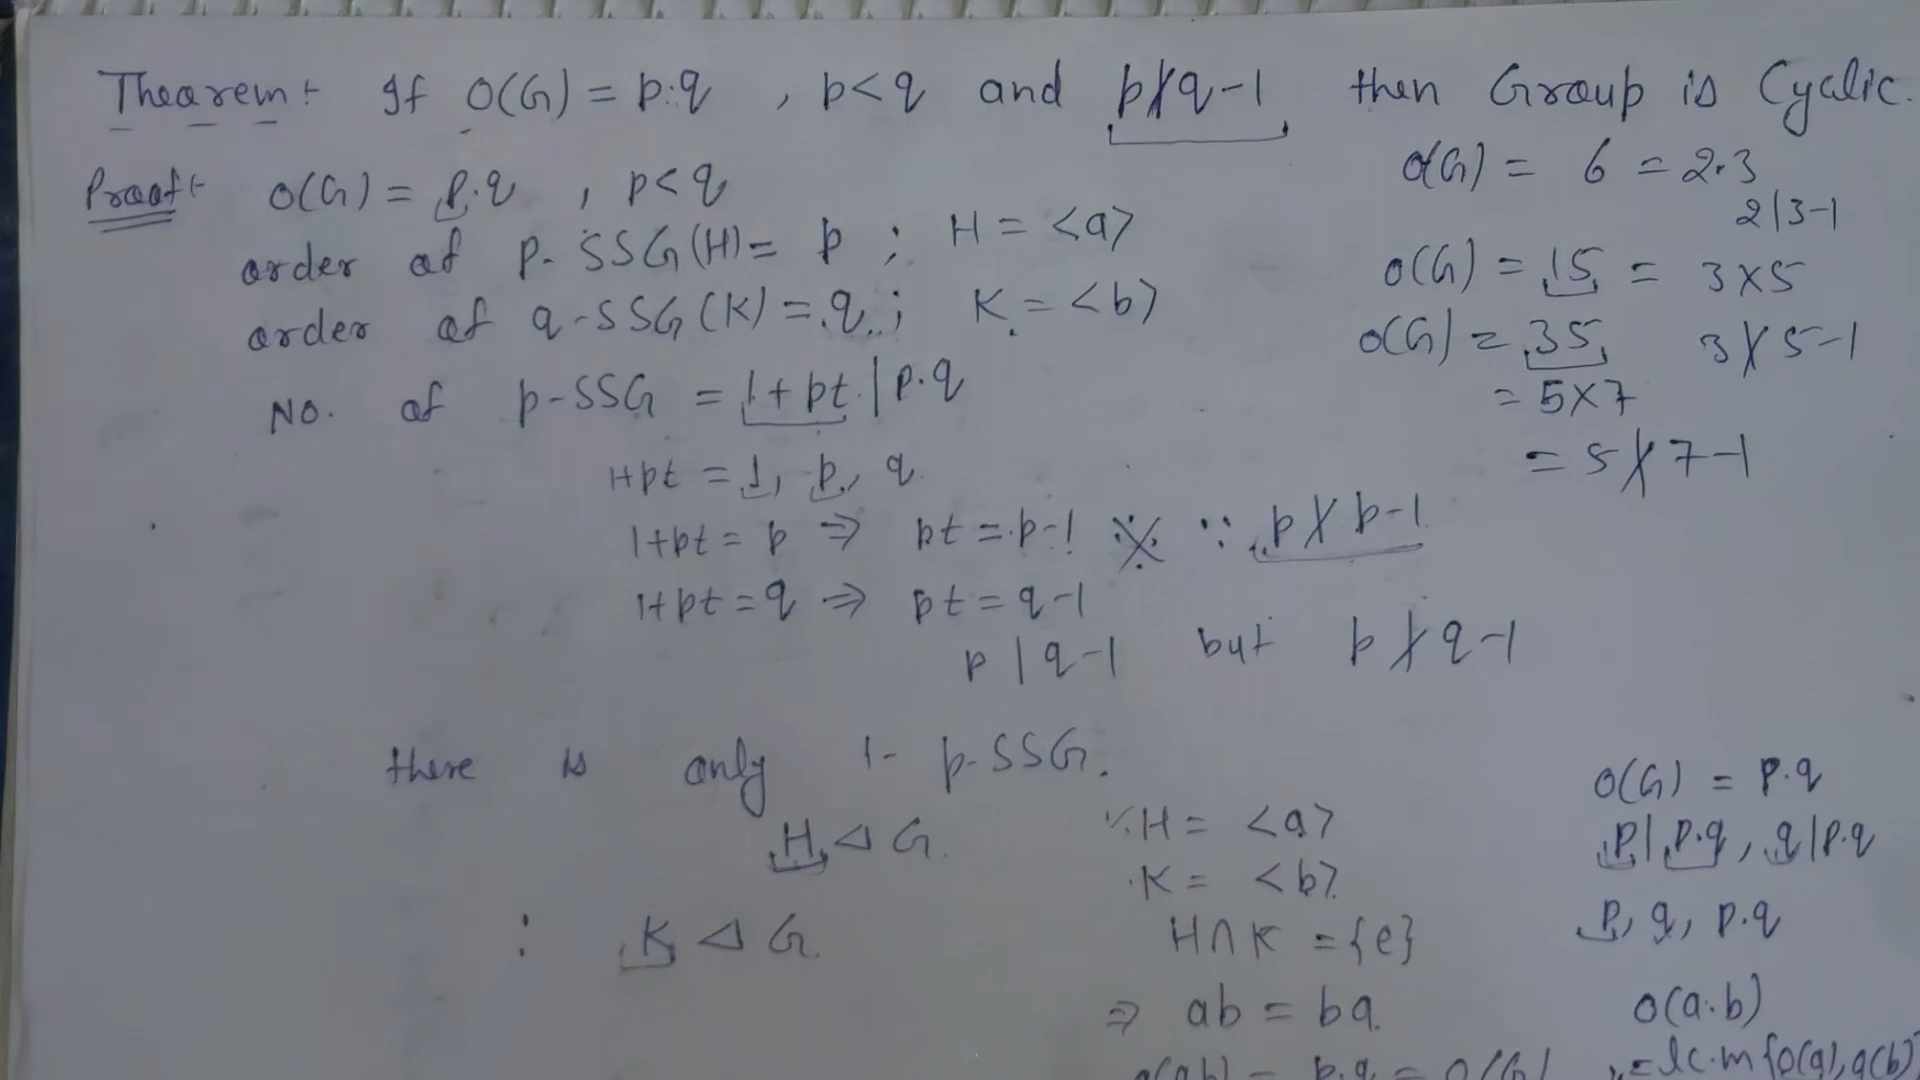 Thearem:- If O(G) = p.q , p<q and p∤q-1 then Group is Cyclic.
Proof:- O(G) = p.q , p<q
order of p-SSG(H) = p ; H = <a>
order of q-SSG(K) = q ; K = <b>
No. of p-SSG = 1+pt | p.q
1+pt = 1, p, q
1+pt = p ⇒ pt = p-1 ※ ∵ p∤p-1
1+pt = q ⇒ pt = q-1
p | q-1 but p∤q-1
there is only 1- p-SSG.
H ⊲ G.
: K ⊲ G.
O(G) = 6 = 2.3
2|3-1
O(G) = 15 = 3×5
O(G) = 35 3∤5-1
= 5×7
= 5∤7-1
∵ H = <a>
K = <b>
H∩K = {e}
⇒ ab = ba.
o(ab) = p.q = O(G)
O(G) = p.q
p|p.q, q|p.q
p, q, p.q
O(a.b)
= lc.m{O(a), O(b)